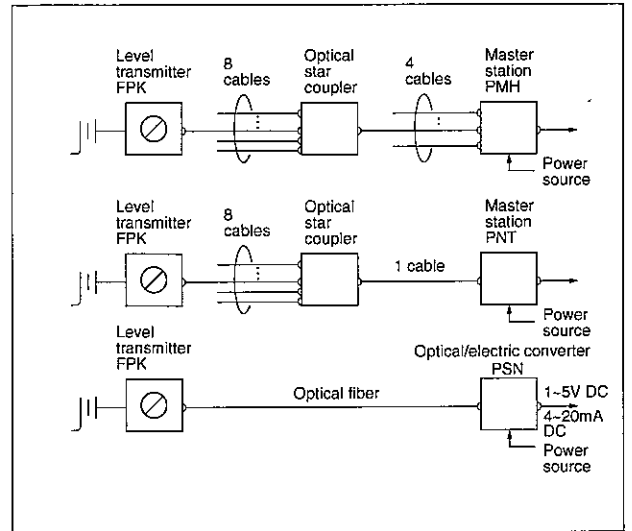 Level
transmitter
FPK
8
cables
Optical
star
coupler
4
cables
Master
station
PMH
Power
source
Level
transmitter
FPK
8
cables
Optical
star
coupler
1 cable
Master
station
PNT
Power
source
Level
transmitter
FPK
Optical fiber
Optical/electric converter
PSN
1~5V DC
4~20mA
DC
Power
source